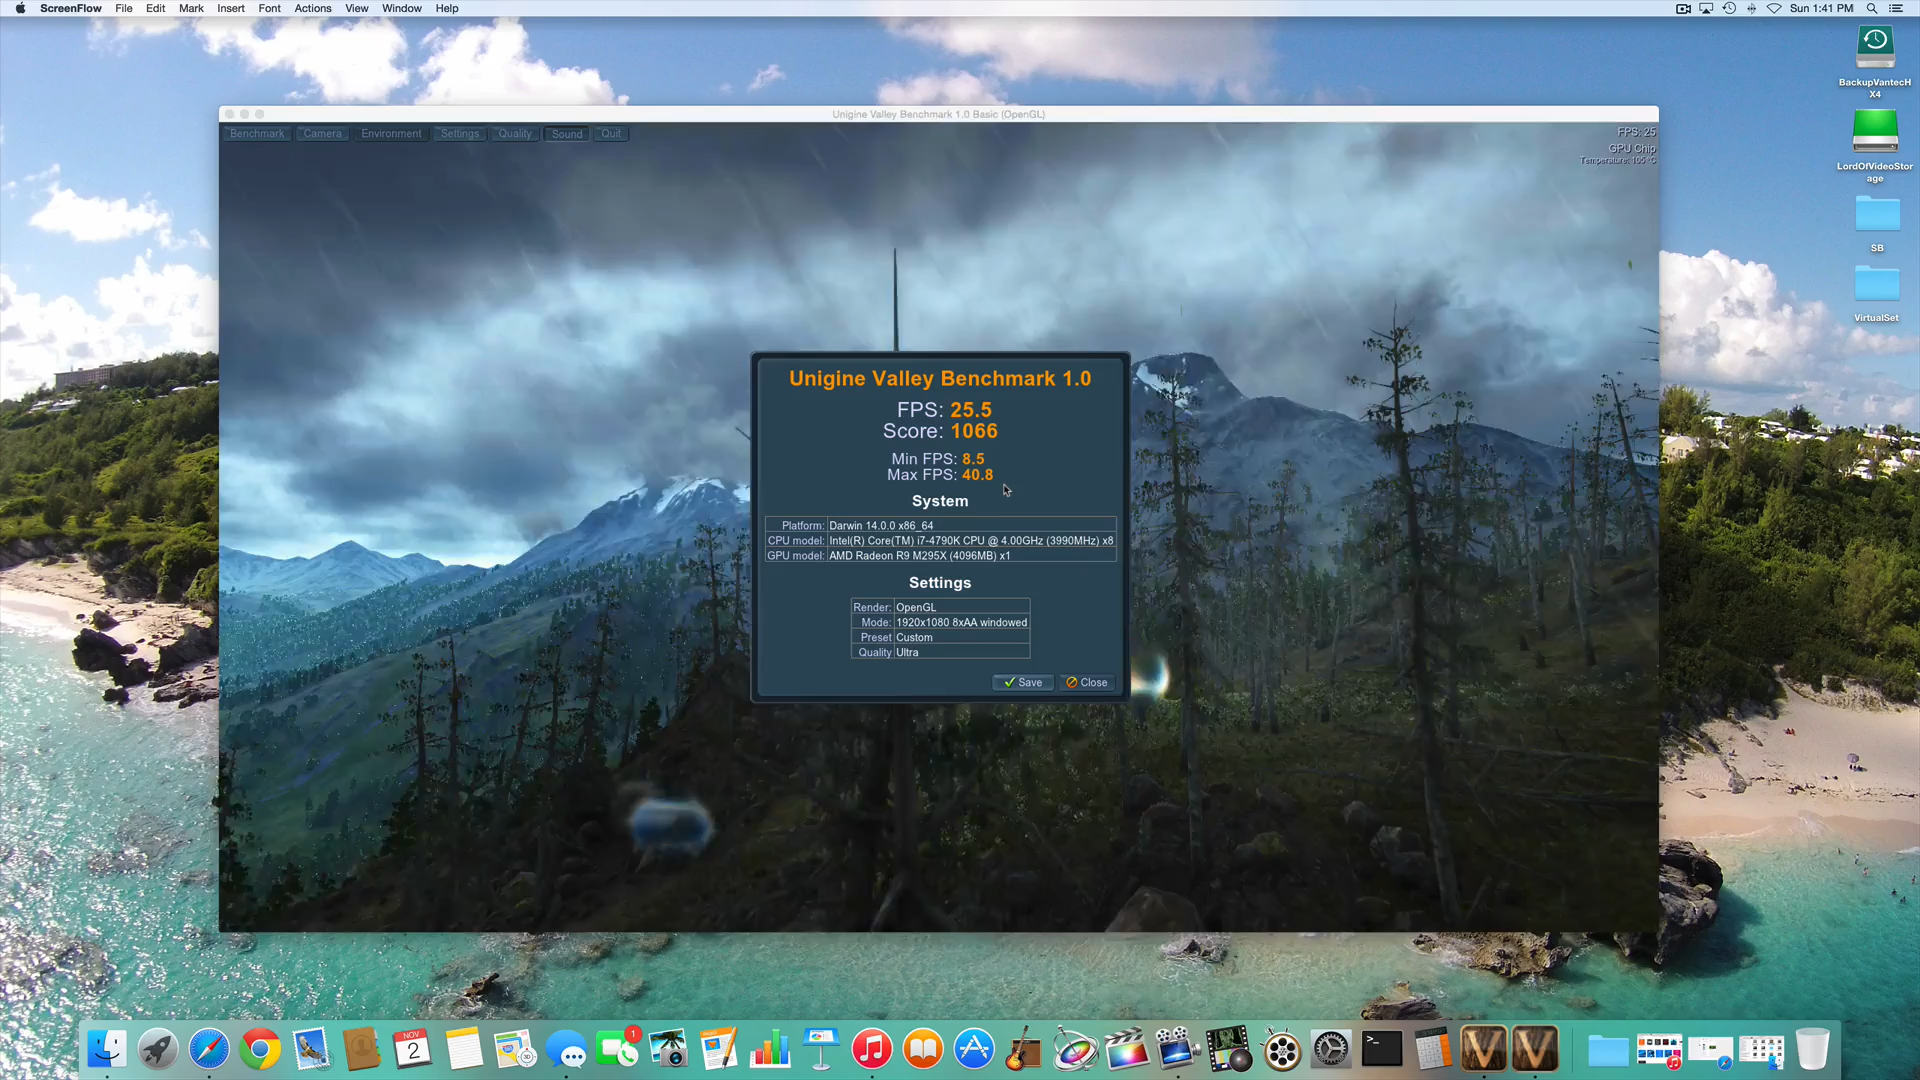 ScreenFlow File Edit Mark Insert Font Actions View Window Help Sun 1:41 PM
BackupVantecH
X4
LordOfVideoStor
age
SB
VirtualSet
Unigine Valley Benchmark 1.0 Basic (OpenGL)
Benchmark Camera Environment Settings Quality Sound Quit
FPS: 25
GPU Chip
Temperature: 105 °C
Unigine Valley Benchmark 1.0
FPS: 25.5
Score: 1066
Min FPS: 8.5
Max FPS: 40.8
System
Platform: Darwin 14.0.0 x86_64
CPU model: Intel(R) Core(TM) i7-4790K CPU @ 4.00GHz (3990MHz) x8
GPU model: AMD Radeon R9 M295X (4096MB) x1
Settings
Render: OpenGL
Mode: 1920x1080 8xAA windowed
Preset Custom
Quality Ultra
Save Close
NOV
2
3D
1
>_
V V